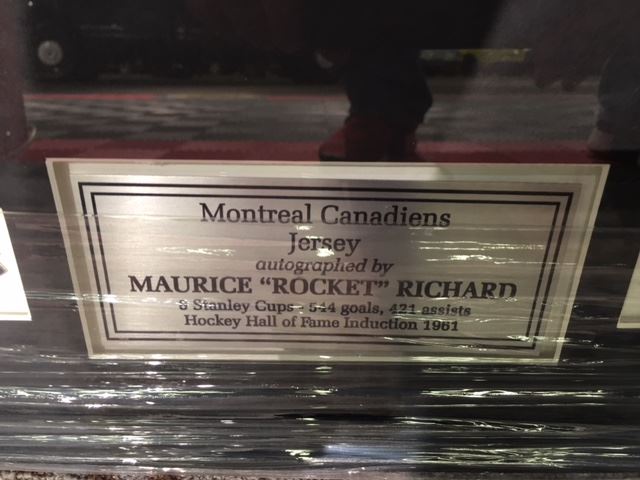 Montreal Canadiens
Jersey
autographed by
MAURICE "ROCKET" RICHARD
8 Stanley Cups - 544 goals, 421 assists
Hockey Hall of Fame Induction 1961